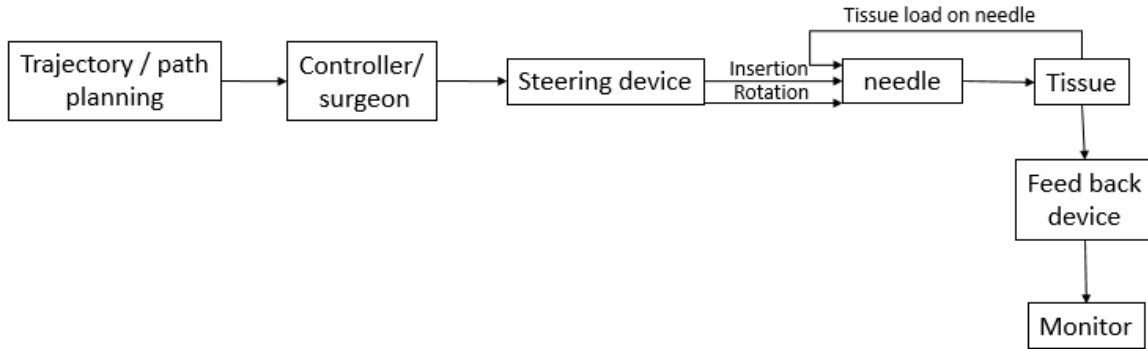 Tissue load on needle
Trajectory / path
planning
Controller/
surgeon
Steering device
Insertion
Rotation
needle
Tissue
Feed back
device
Monitor